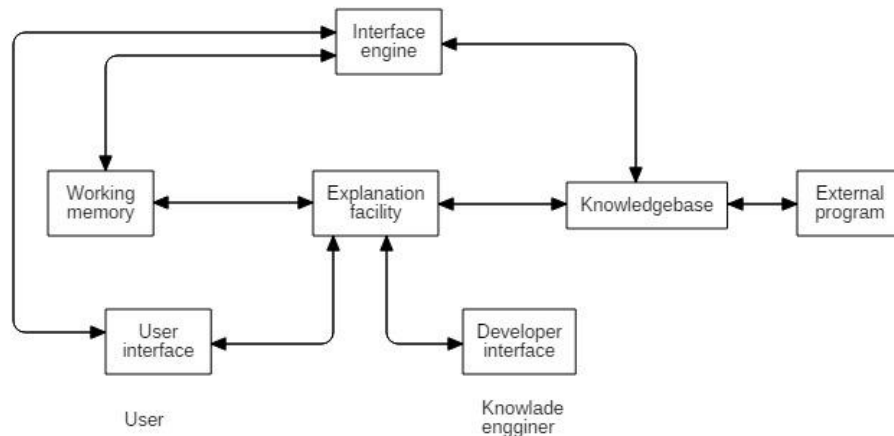 Interface
engine
Working
memory
Explanation
facility
Knowledgebase
External
program
User
interface
Developer
interface
User
Knowlade
engginer